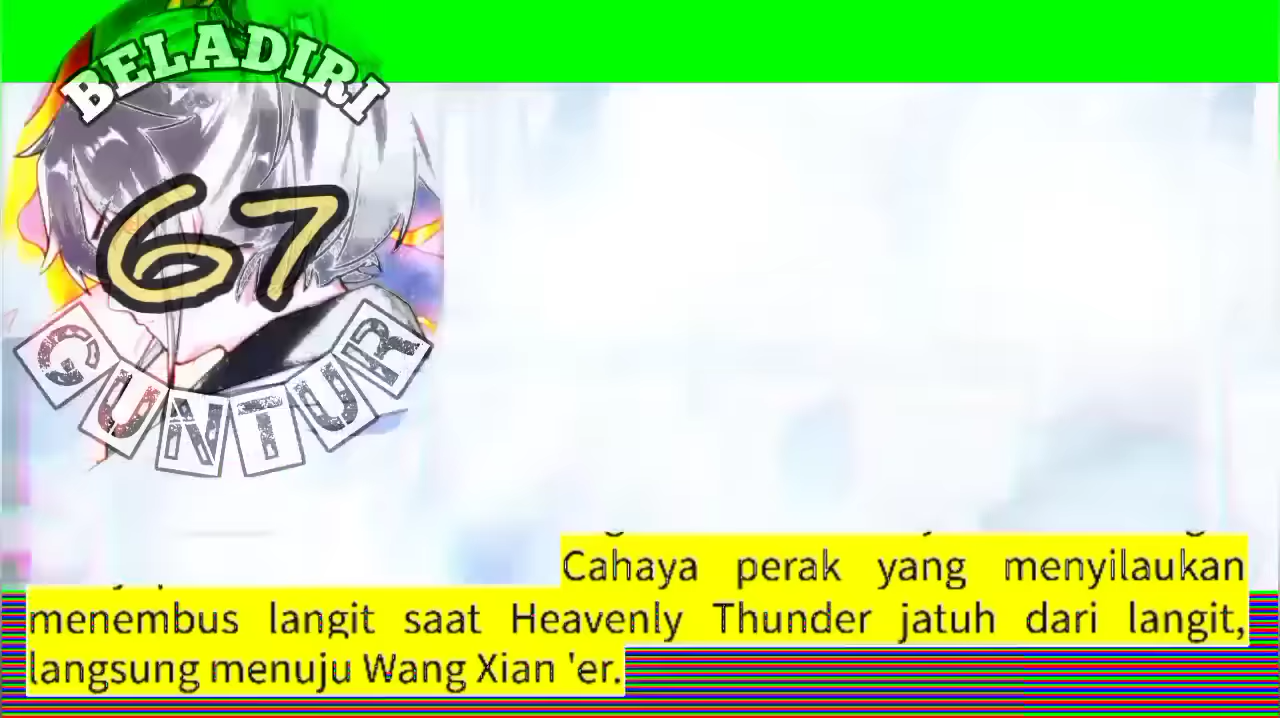 BELADIRI
67
GUNTUR
Cahaya perak yang menyilaukan
menembus langit saat Heavenly Thunder jatuh dari langit,
langsung menuju Wang Xian 'er.